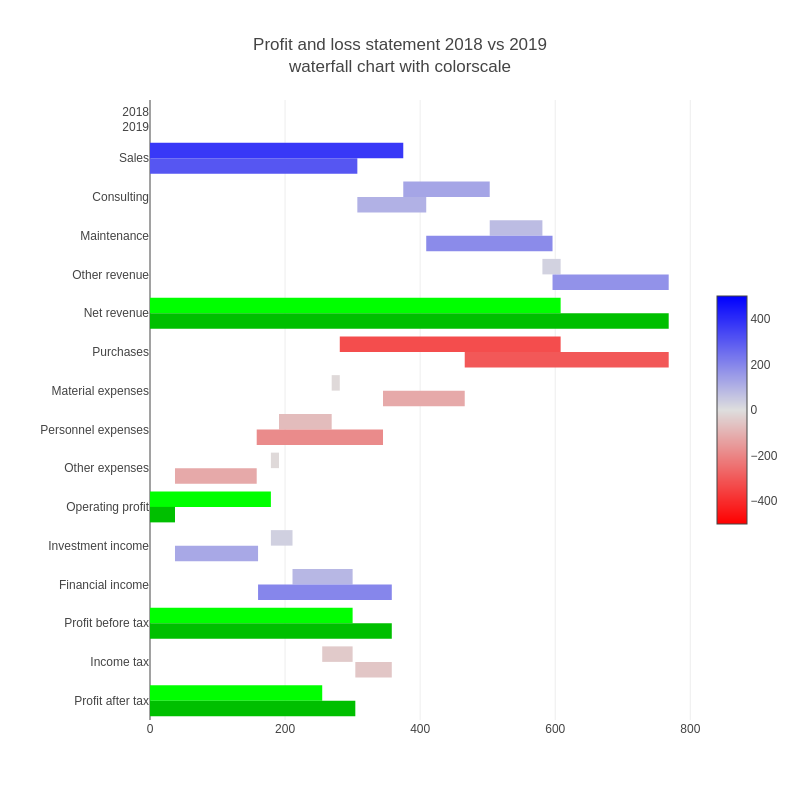 Profit and loss statement 2018 vs 2019
waterfall chart with colorscale
2018
2019
Sales
Consulting
Maintenance
Other revenue
Net revenue
Purchases
Material expenses
Personnel expenses
Other expenses
Operating profit
Investment income
Financial income
Profit before tax
Income tax
Profit after tax
0 200 400 600 800
400
200
0
−200
−400